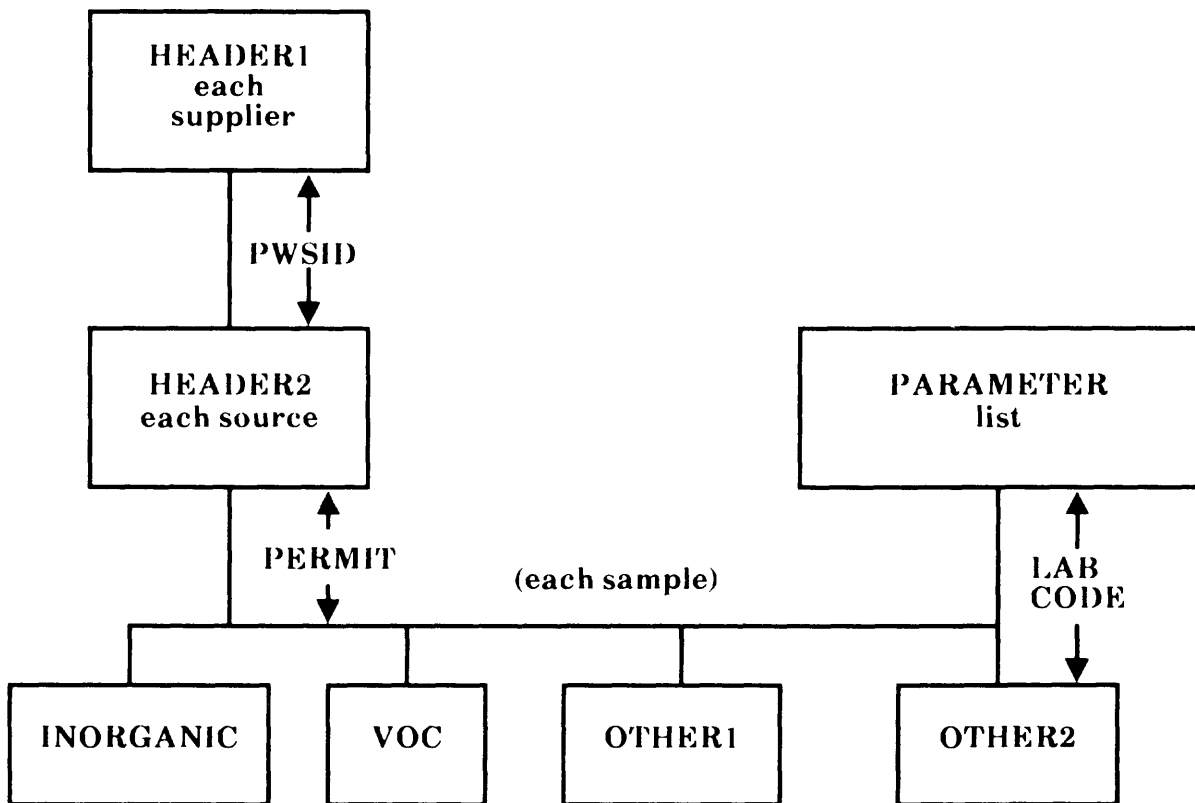 HEADER1
each
supplier
PWSID
HEADER2
each source
PARAMETER
list
PERMIT
(each sample)
LAB
CODE
INORGANIC
VOC
OTHER1
OTHER2